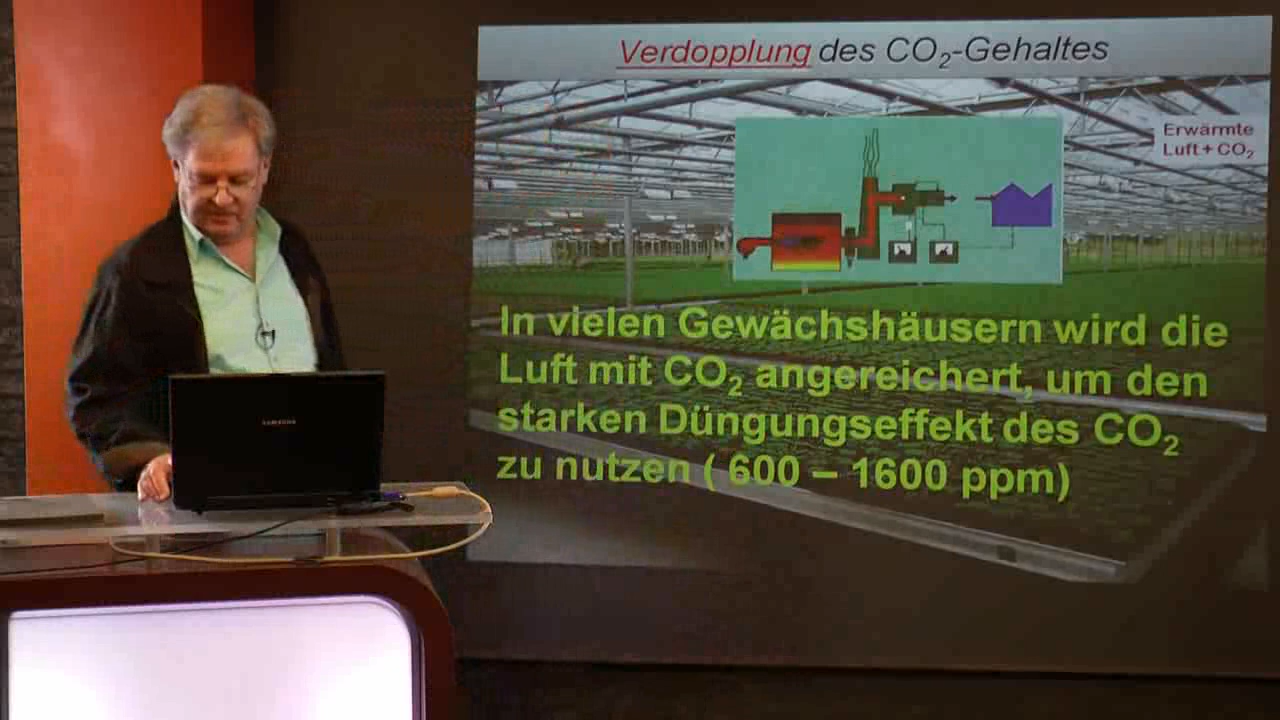 Verdopplung des CO₂-Gehaltes
Erwärmte
Luft + CO₂
In vielen Gewächshäusern wird die
Luft mit CO₂ angereichert, um den
starken Düngungseffekt des CO₂
zu nutzen ( 600 – 1600 ppm)
SAMSUNG